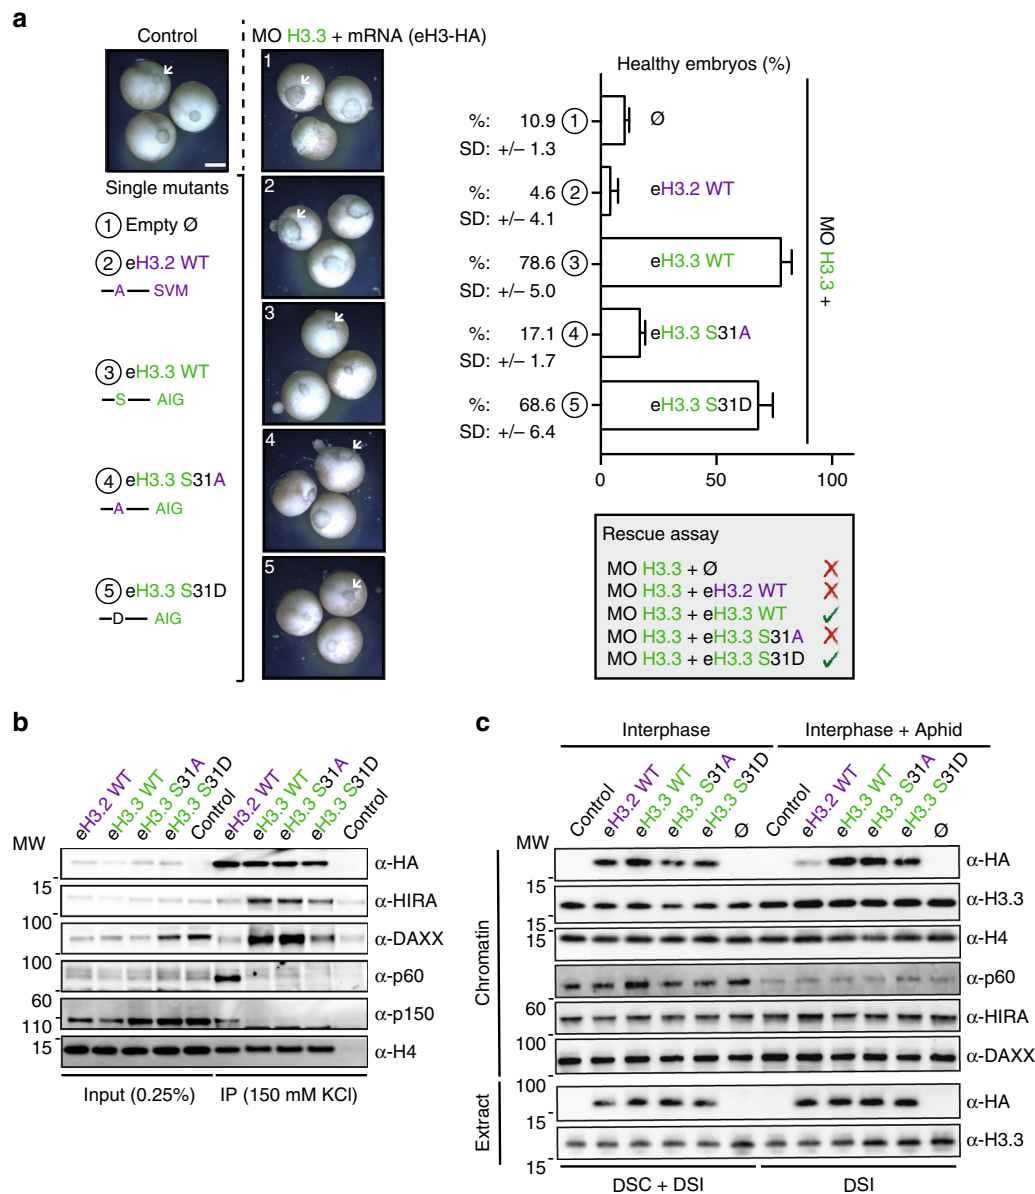 a
Control
MO H3.3 + mRNA (eH3-HA)
1
Single mutants
1 Empty Ø
2 eH3.2 WT
A SVM
3 eH3.3 WT
S AIG
4 eH3.3 S31A
A AIG
5 eH3.3 S31D
D AIG
2
3
4
5
Healthy embryos (%)
%: 10.9 1 Ø
SD: +/– 1.3
%: 4.6 2 eH3.2 WT
SD: +/– 4.1
%: 78.6 3 eH3.3 WT
SD: +/– 5.0
%: 17.1 4 eH3.3 S31A
SD: +/– 1.7
%: 68.6 5 eH3.3 S31D
SD: +/– 6.4
0 50 100
MO H3.3 +
Rescue assay
MO H3.3 + Ø ✗
MO H3.3 + eH3.2 WT ✗
MO H3.3 + eH3.3 WT ✓
MO H3.3 + eH3.3 S31A ✗
MO H3.3 + eH3.3 S31D ✓
b
eH3.2 WT eH3.3 WT eH3.3 S31A eH3.3 S31D Control eH3.2 WT eH3.3 WT eH3.3 S31A eH3.3 S31D Control
MW
α-HA
15
α-HIRA
100
α-DAXX
100
α-p60
60
α-p150
110
15
α-H4
Input (0.25%) IP (150 mM KCl)
c
Interphase Interphase + Aphid
Control eH3.2 WT eH3.3 WT eH3.3 S31A eH3.3 S31D Ø Control eH3.2 WT eH3.3 WT eH3.3 S31A eH3.3 S31D Ø
MW
Chromatin
α-HA
15
α-H3.3
15
α-H4
α-p60
60
α-HIRA
100
α-DAXX
Extract
100
α-HA
15
α-H3.3
15
DSC + DSI DSI